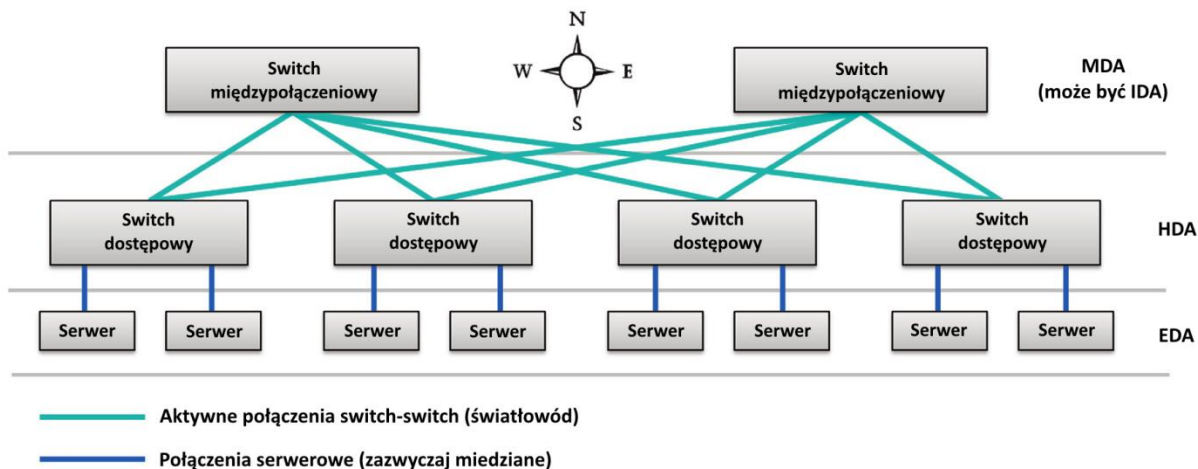 N
W E
S
Switch
międzypołączeniowy
Switch
międzypołączeniowy
MDA
(może być IDA)
Switch
dostępowy
Switch
dostępowy
Switch
dostępowy
Switch
dostępowy
HDA
Serwer
Serwer
Serwer
Serwer
Serwer
Serwer
Serwer
Serwer
EDA
Aktywne połączenia switch-switch (światłowód)
Połączenia serwerowe (zazwyczaj miedziane)